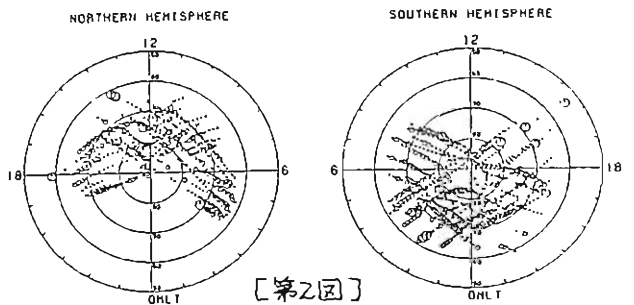 NORTHERN HEMISPHERE
SOUTHERN HEMISPHERE
12
12
18
6
6
18
0MLT
0MLT
[第2図]